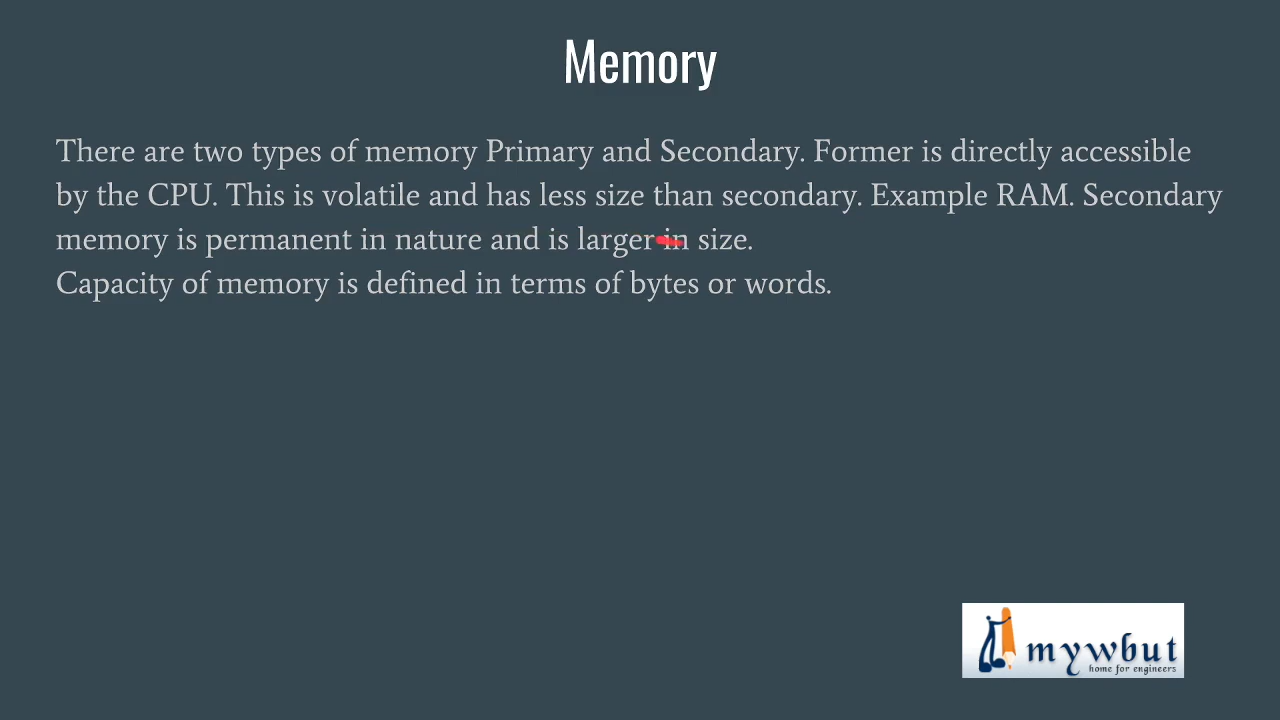 Memory
There are two types of memory Primary and Secondary. Former is directly accessible
by the CPU. This is volatile and has less size than secondary. Example RAM. Secondary
memory is permanent in nature and is larger in size.
Capacity of memory is defined in terms of bytes or words.
mywbut
home for engineers